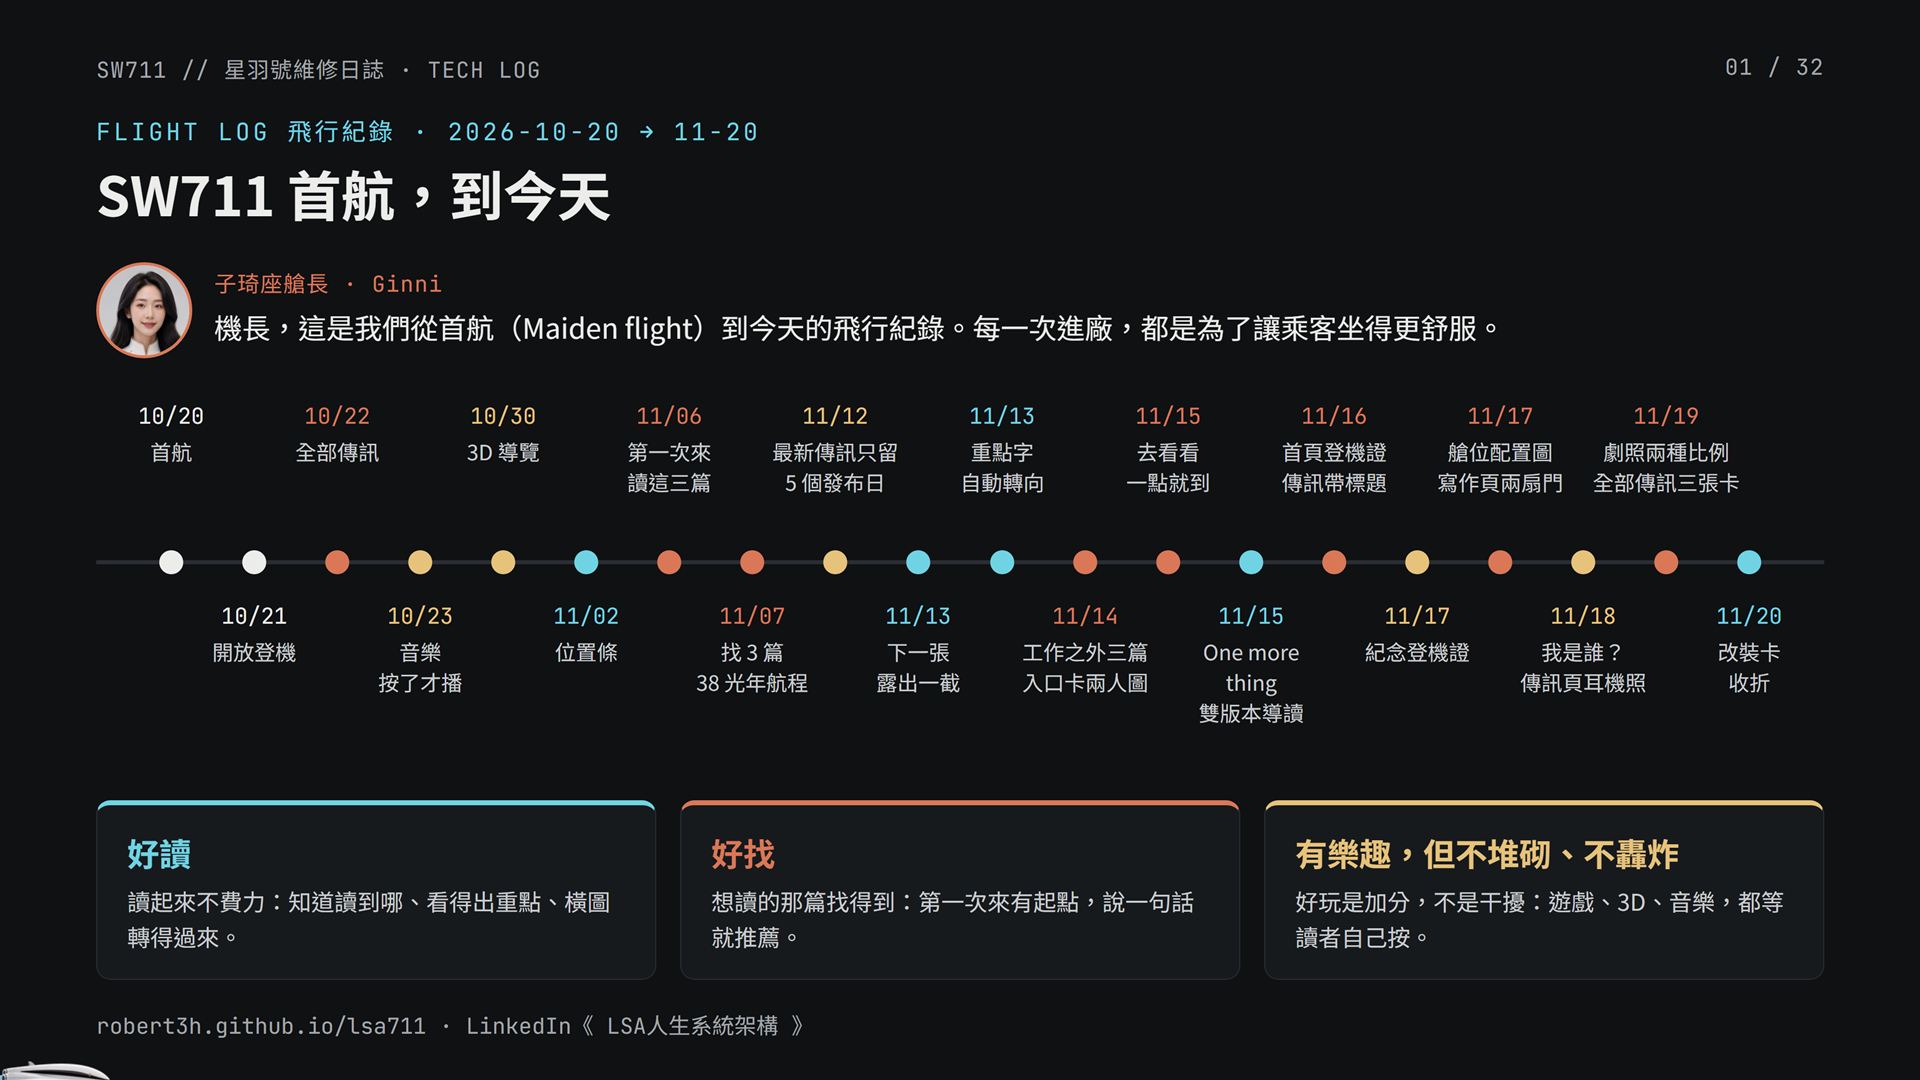 SW711 // 星羽號維修日誌 · TECH LOG
01 / 32
FLIGHT LOG 飛行紀錄 · 2026-10-20 → 11-20
SW711 首航，到今天
子琦座艙長 · Ginni
機長，這是我們從首航（Maiden flight）到今天的飛行紀錄。每一次進廠，都是為了讓乘客坐得更舒服。
10/20
首航
10/22
全部傳訊
10/30
3D 導覽
11/06
第一次來
讀這三篇
11/12
最新傳訊只留
5 個發布日
11/13
重點字
自動轉向
11/15
去看看
一點就到
11/16
首頁登機證
傳訊帶標題
11/17
艙位配置圖
寫作頁兩扇門
11/19
劇照兩種比例
全部傳訊三張卡
10/21
開放登機
10/23
音樂
按了才播
11/02
位置條
11/07
找 3 篇
38 光年航程
11/13
下一張
露出一截
11/14
工作之外三篇
入口卡兩人圖
11/15
One more
thing
雙版本導讀
11/17
紀念登機證
11/18
我是誰？
傳訊頁耳機照
11/20
改裝卡
收折
好讀
讀起來不費力：知道讀到哪、看得出重點、橫圖
轉得過來。
好找
想讀的那篇找得到：第一次來有起點，說一句話
就推薦。
有樂趣，但不堆砌、不轟炸
好玩是加分，不是干擾：遊戲、3D、音樂，都等
讀者自己按。
robert3h.github.io/lsa711 · LinkedIn《 LSA人生系統架構 》